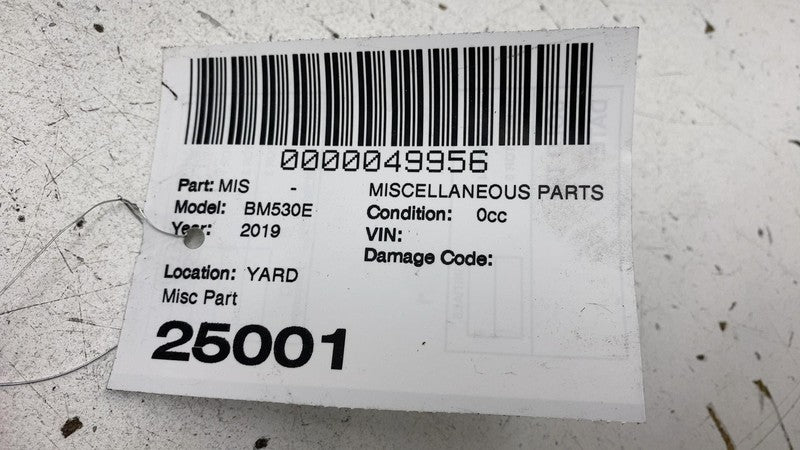 0000049956
Part: MIS - MISCELLANEOUS PARTS
Model: BM530E Condition: 0cc
Year: 2019 VIN:
Damage Code:
Location: YARD
Misc Part
25001